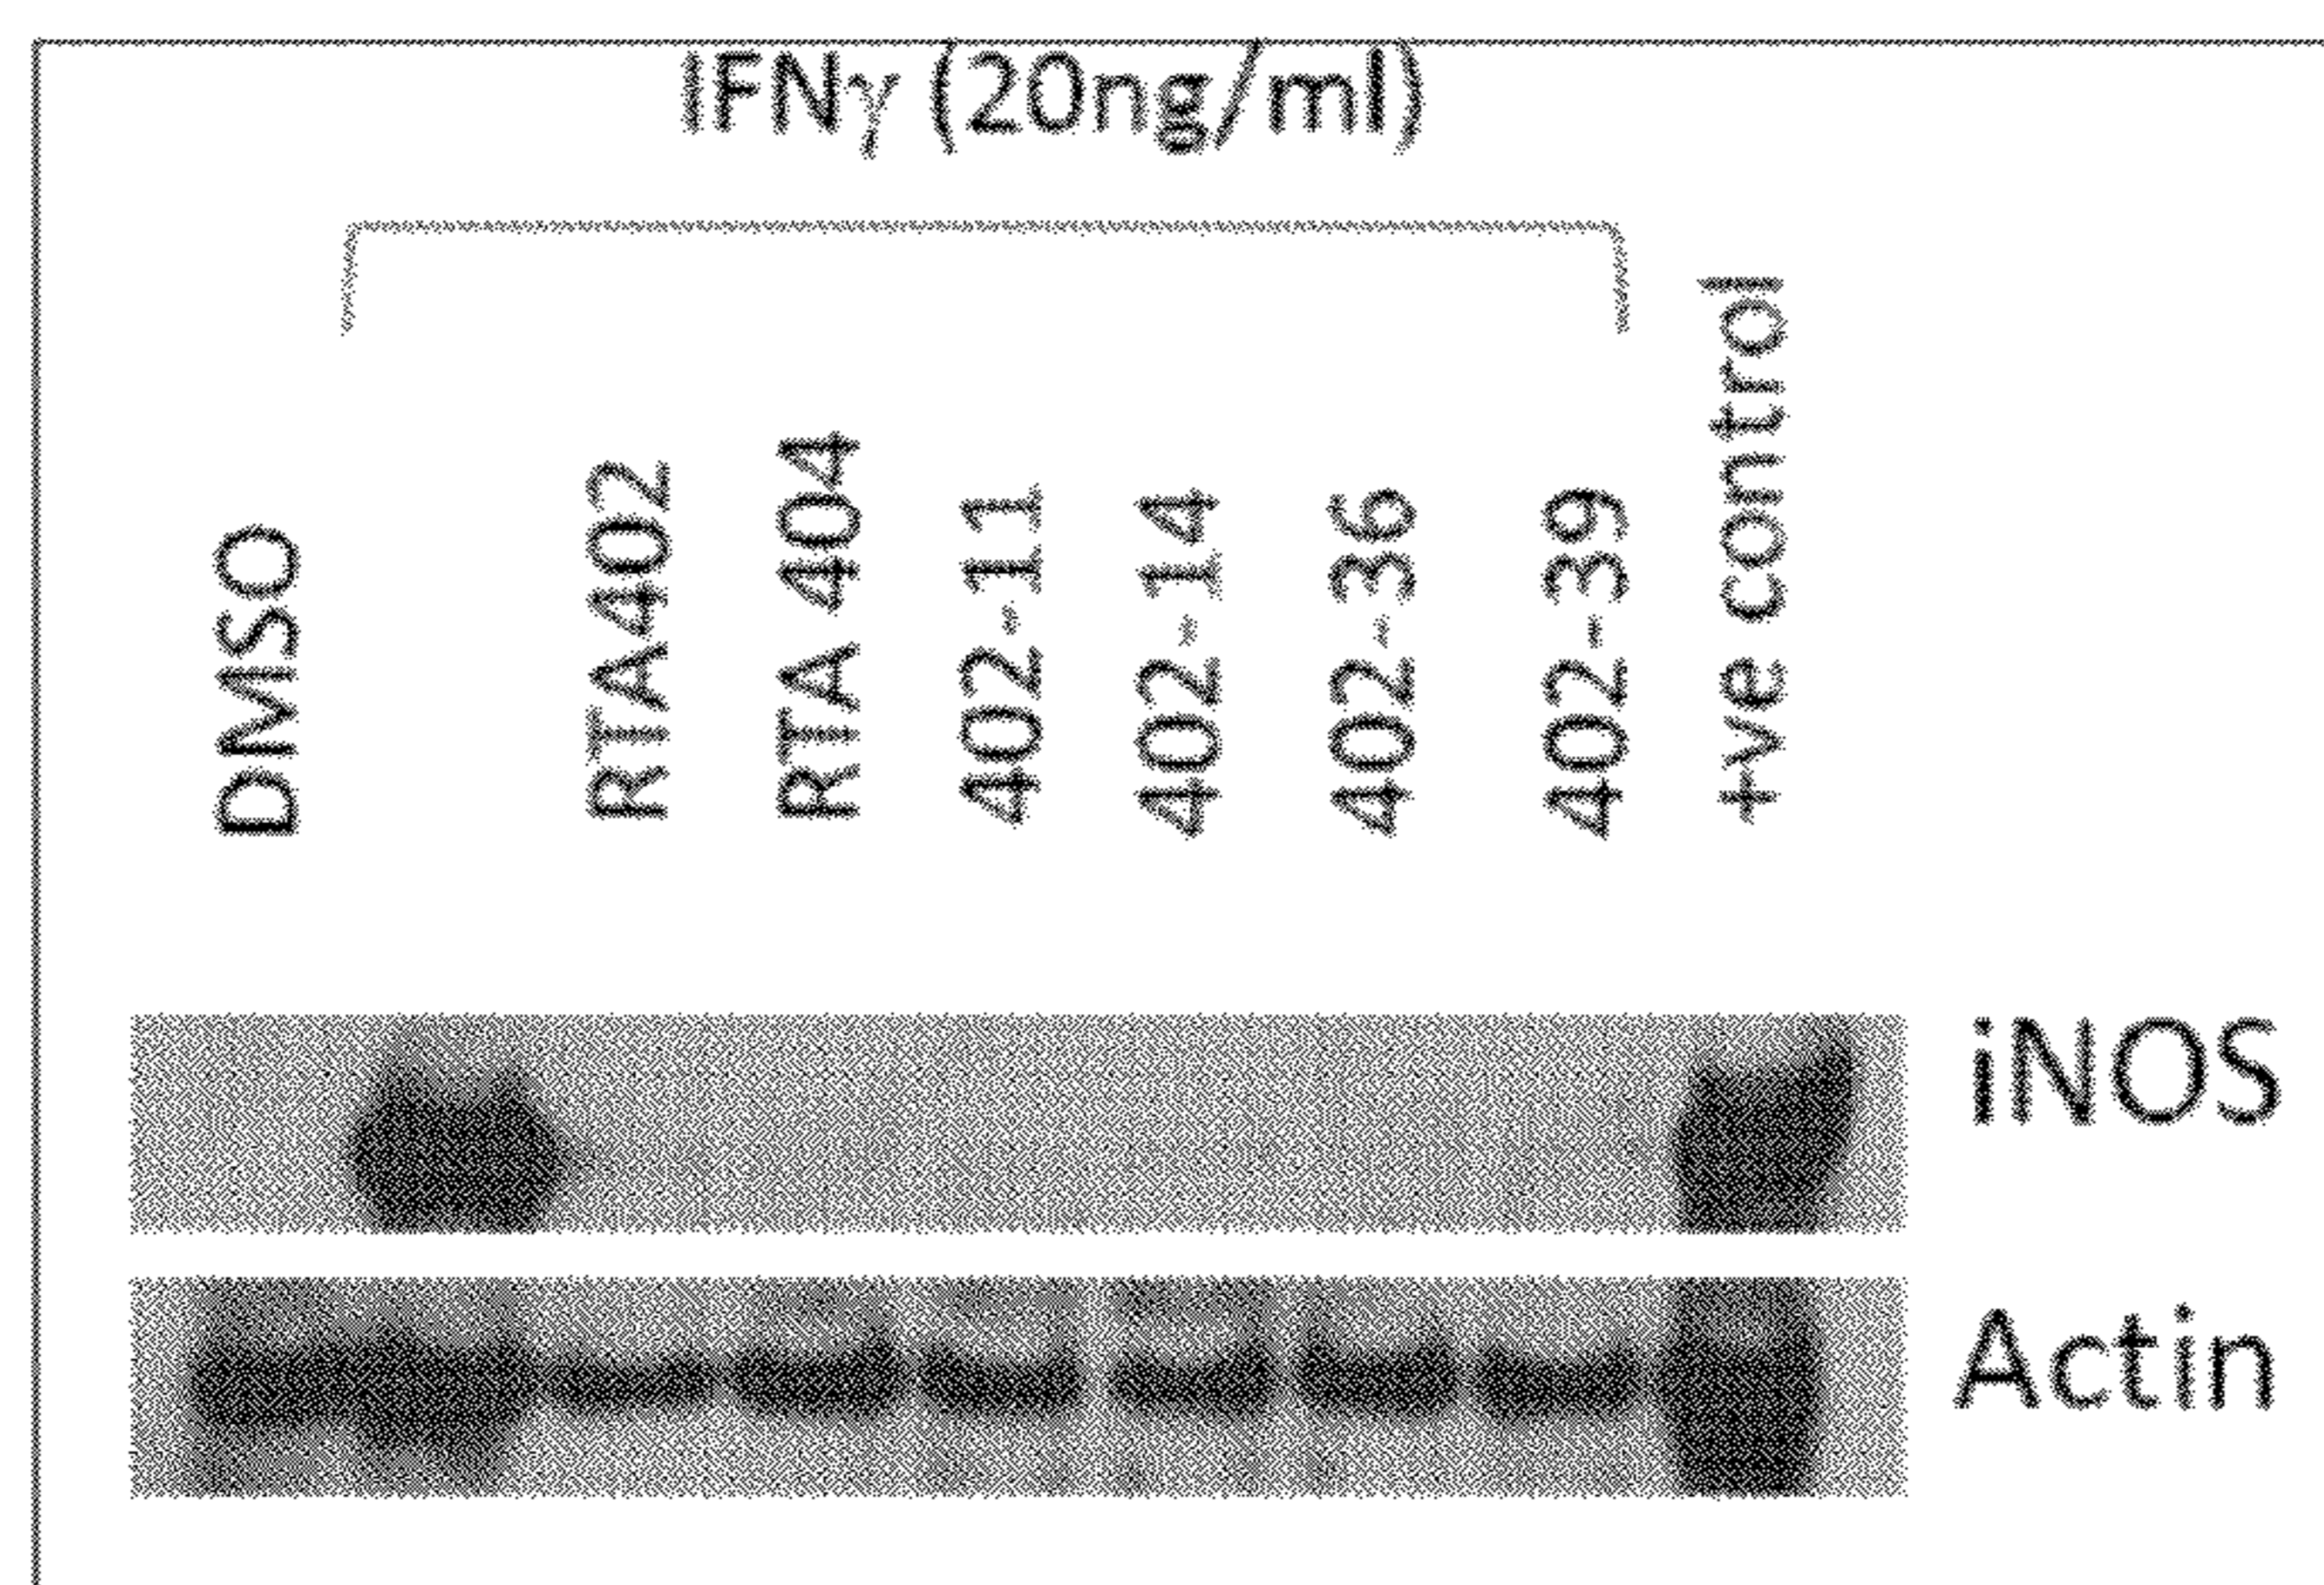 IFNγ (20ng/ml)
DMSO
RTA402
RTA 404
402-11
402-14
402-36
402-39
+ve control
iNOS
Actin